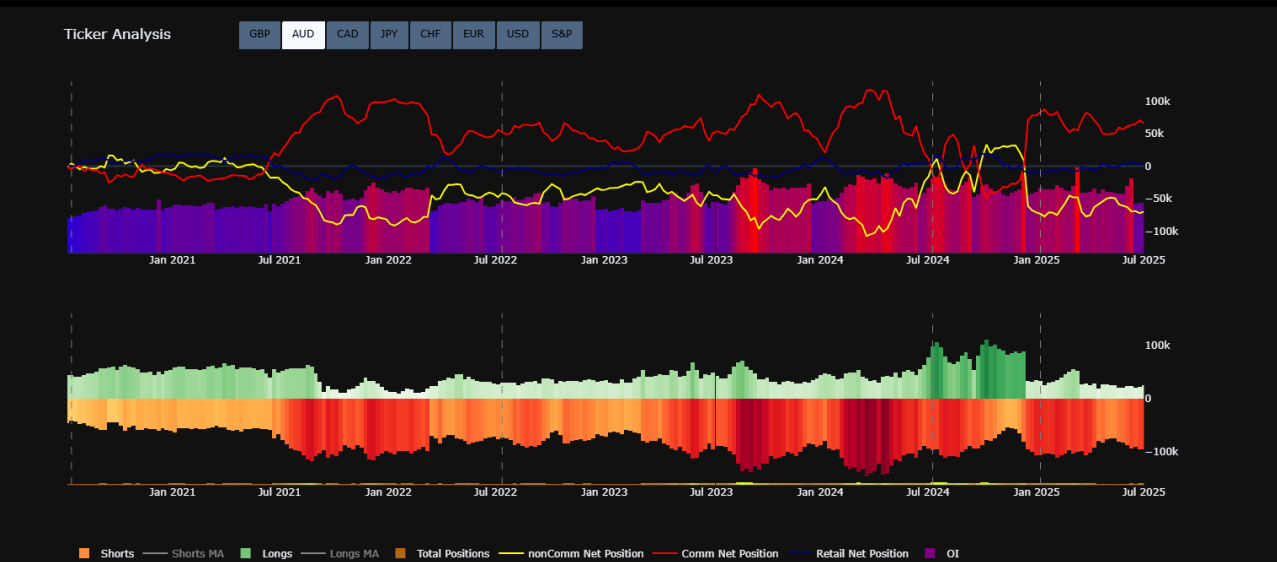 Ticker Analysis GBP AUD CAD JPY CHF EUR USD S&P
100k
50k
0
−50k
−100k
Jan 2021 Jul 2021 Jan 2022 Jul 2022 Jan 2023 Jul 2023 Jan 2024 Jul 2024 Jan 2025 Jul 2025
100k
0
−100k
Jan 2021 Jul 2021 Jan 2022 Jul 2022 Jan 2023 Jul 2023 Jan 2024 Jul 2024 Jan 2025 Jul 2025
Shorts Shorts MA Longs Longs MA Total Positions nonComm Net Position Comm Net Position Retail Net Position OI